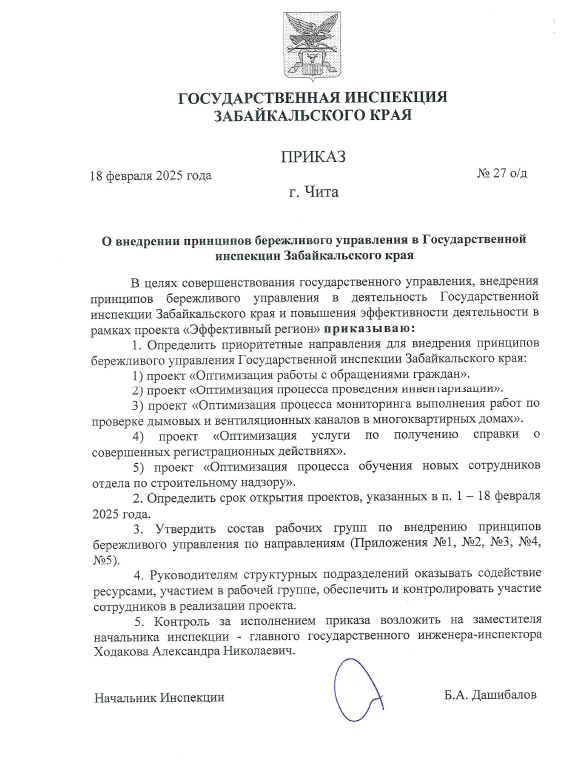 ГОСУДАРСТВЕННАЯ ИНСПЕКЦИЯ
ЗАБАЙКАЛЬСКОГО КРАЯ
ПРИКАЗ
18 февраля 2025 года
№ 27 о/д
г. Чита
О внедрении принципов бережливого управления в Государственной
инспекции Забайкальского края
В целях совершенствования государственного управления, внедрения
принципов бережливого управления в деятельность Государственной
инспекции Забайкальского края и повышения эффективности деятельности в
рамках проекта «Эффективный регион» приказываю:
1. Определить приоритетные направления для внедрения принципов
бережливого управления Государственной инспекции Забайкальского края:
1) проект «Оптимизация работы с обращениями граждан».
2) проект «Оптимизация процесса проведения инвентаризации».
3) проект «Оптимизация процесса мониторинга выполнения работ по
проверке дымовых и вентиляционных каналов в многоквартирных домах».
4) проект «Оптимизация услуги по получению справки о
совершенных регистрационных действиях».
5) проект «Оптимизация процесса обучения новых сотрудников
отдела по строительному надзору».
2. Определить срок открытия проектов, указанных в п. 1 – 18 февраля
2025 года.
3. Утвердить состав рабочих групп по внедрению принципов
бережливого управления по направлениям (Приложения №1, №2, №3, №4,
№5).
4. Руководителям структурных подразделений оказывать содействие
ресурсами, участием в рабочей группе, обеспечить и контролировать участие
сотрудников в реализации проекта.
5. Контроль за исполнением приказа возложить на заместителя
начальника инспекции - главного государственного инженера-инспектора
Ходакова Александра Николаевич.
Начальник Инспекции
Б.А. Дашибалов